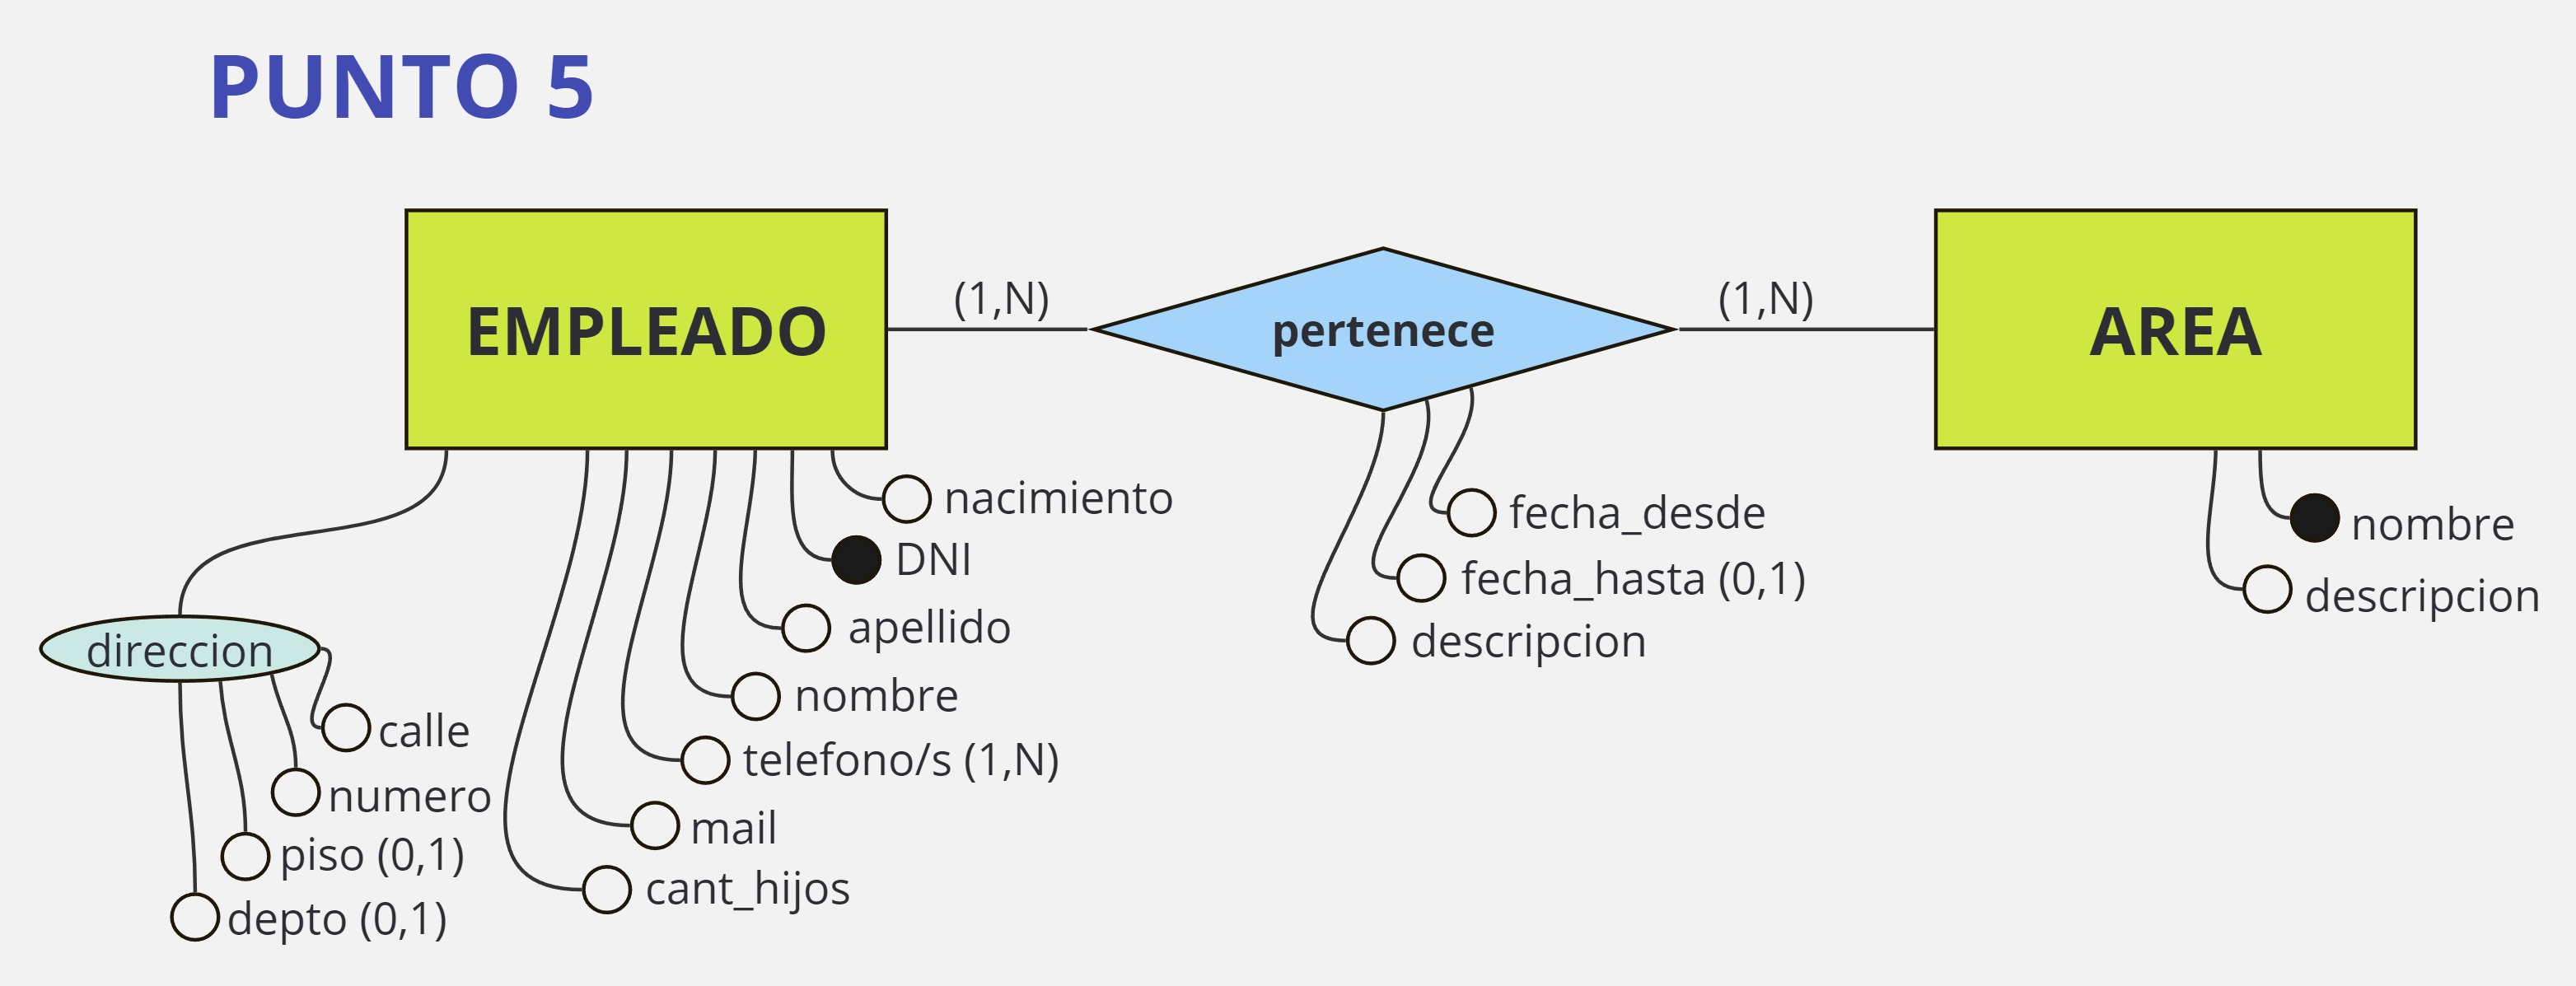 PUNTO 5
EMPLEADO
(1,N)
pertenece
(1,N)
AREA
nacimiento
DNI
apellido
nombre
telefono/s (1,N)
mail
cant_hijos
direccion
calle
numero
piso (0,1)
depto (0,1)
fecha_desde
fecha_hasta (0,1)
descripcion
nombre
descripcion